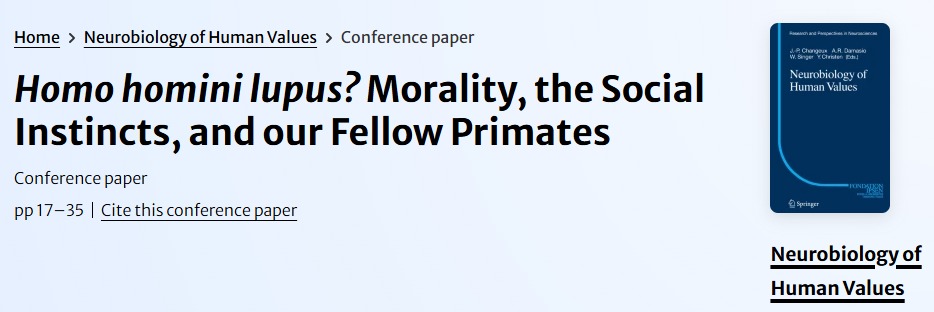 Home > Neurobiology of Human Values > Conference paper
Homo homini lupus? Morality, the Social
Instincts, and our Fellow Primates
Conference paper
pp 17–35 | Cite this conference paper
Research and Perspectives in Neurosciences
J.-P. Changeux A.R. Damasio
W. Singer Y. Christen (Eds.)
Neurobiology of
Human Values
FONDATION
IPSEN
Springer
Neurobiology of
Human Values